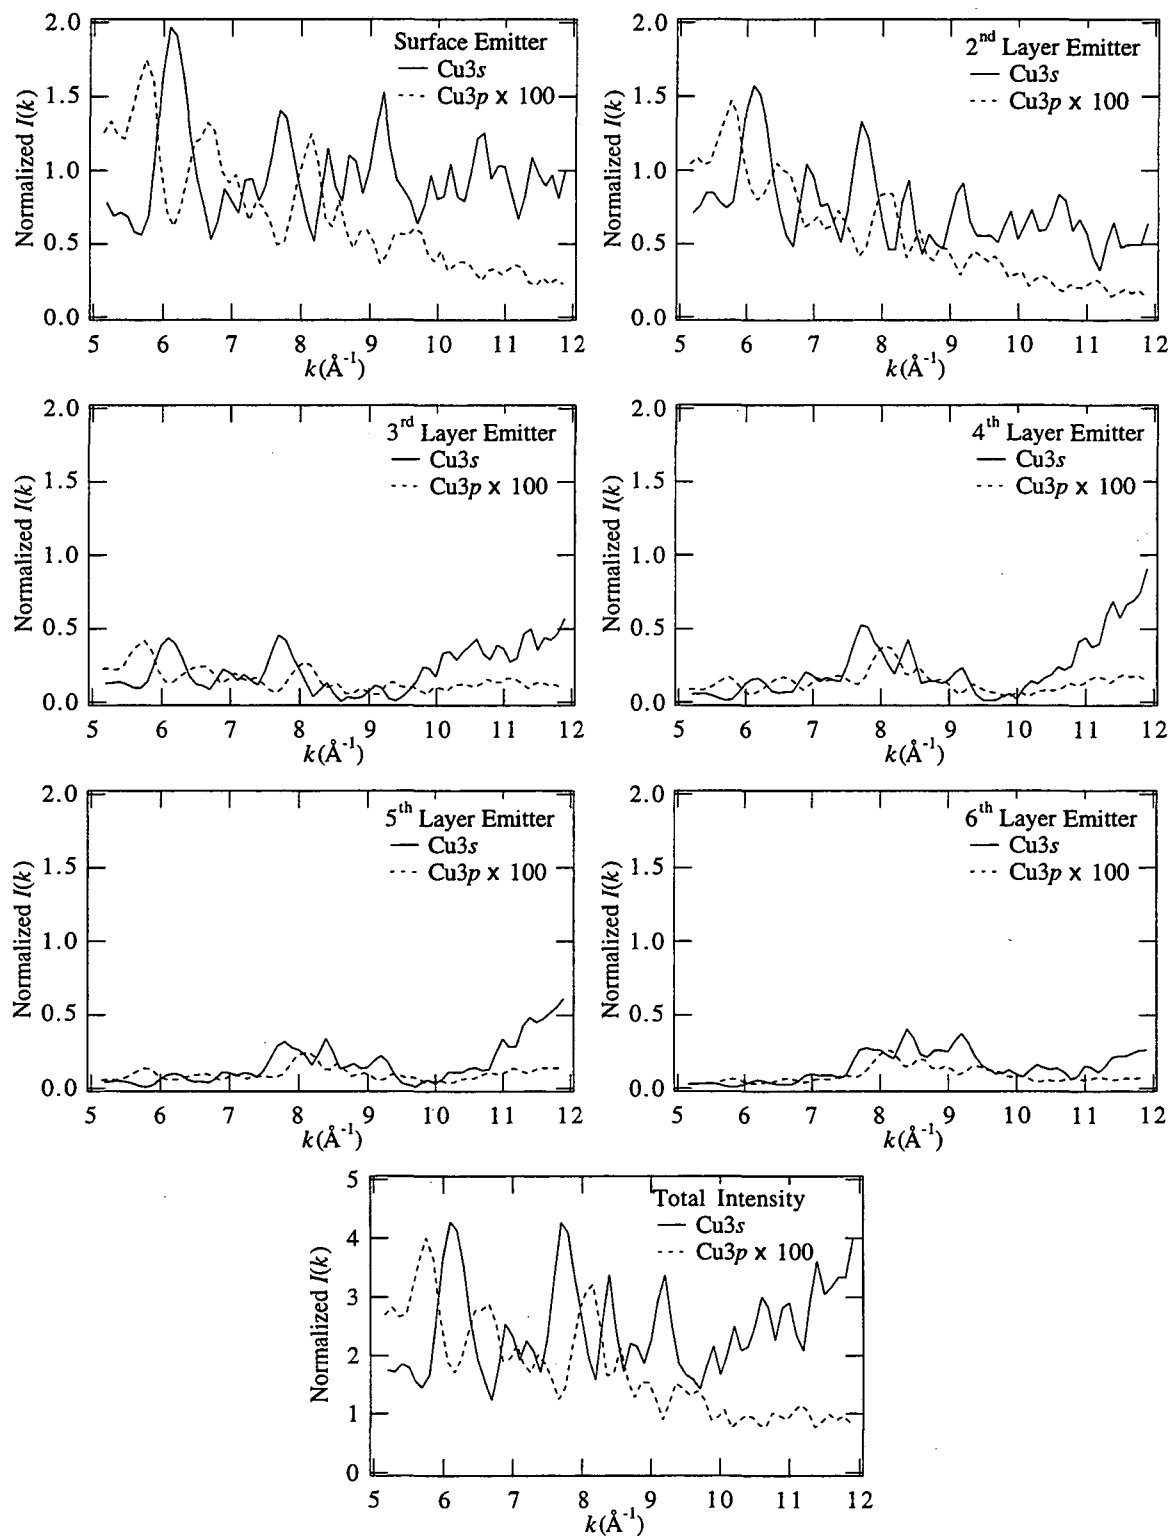 2.0
1.5
1.0
0.5
0.0
Normalized I(k)
Surface Emitter
Cu3s
Cu3p x 100
5 6 7 8 9 10 11 12
k(Å⁻¹)
2.0
1.5
1.0
0.5
0.0
Normalized I(k)
2nd Layer Emitter
Cu3s
Cu3p x 100
5 6 7 8 9 10 11 12
k(Å⁻¹)
2.0
1.5
1.0
0.5
0.0
Normalized I(k)
3rd Layer Emitter
Cu3s
Cu3p x 100
5 6 7 8 9 10 11 12
k(Å⁻¹)
2.0
1.5
1.0
0.5
0.0
Normalized I(k)
4th Layer Emitter
Cu3s
Cu3p x 100
5 6 7 8 9 10 11 12
k(Å⁻¹)
2.0
1.5
1.0
0.5
0.0
Normalized I(k)
5th Layer Emitter
Cu3s
Cu3p x 100
5 6 7 8 9 10 11 12
k(Å⁻¹)
2.0
1.5
1.0
0.5
0.0
Normalized I(k)
6th Layer Emitter
Cu3s
Cu3p x 100
5 6 7 8 9 10 11 12
k(Å⁻¹)
5
4
3
2
1
0
Normalized I(k)
Total Intensity
Cu3s
Cu3p x 100
5 6 7 8 9 10 11 12
k(Å⁻¹)